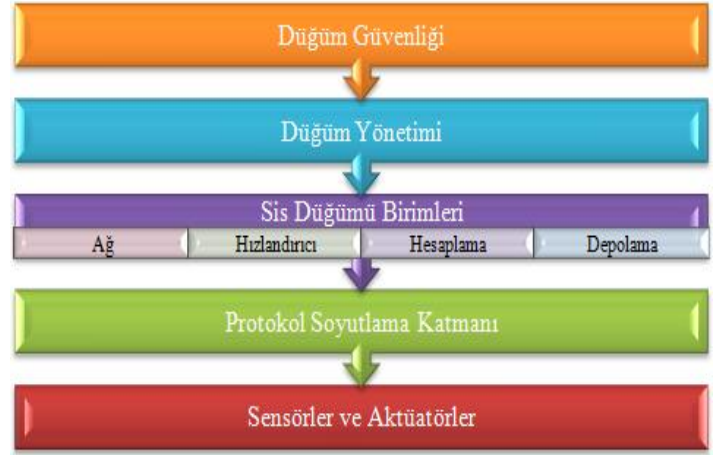 Düğüm Güvenliği
Düğüm Yönetimi
Sis Düğümü Birimleri
Ağ Hızlandırıcı Hesaplama Depolama
Protokol Soyutlama Katmanı
Sensörler ve Aktüatörler